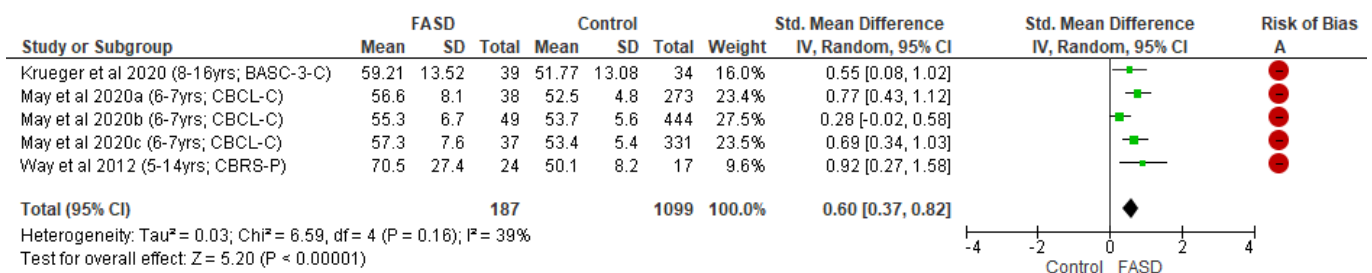 FASD Control Std. Mean Difference Std. Mean Difference Risk of Bias
Study or Subgroup Mean SD Total Mean SD Total Weight IV, Random, 95% CI IV, Random, 95% CI A
Krueger et al 2020 (8-16yrs; BASC-3-C) 59.21 13.52 39 51.77 13.08 34 16.0% 0.55 [0.08, 1.02]
May et al 2020a (6-7yrs; CBCL-C) 56.6 8.1 38 52.5 4.8 273 23.4% 0.77 [0.43, 1.12]
May et al 2020b (6-7yrs; CBCL-C) 55.3 6.7 49 53.7 5.6 444 27.5% 0.28 [-0.02, 0.58]
May et al 2020c (6-7yrs; CBCL-C) 57.3 7.6 37 53.4 5.4 331 29.0% 0.69 [0.34, 1.03]
Way et al 2012 (5-14yrs; CBRS-P) 70.5 27.4 24 50.1 8.2 17 9.6% 0.92 [0.27, 1.58]
Total (95% CI) 187 1099 100.0% 0.60 [0.37, 0.82]
Heterogeneity: Tau² = 0.03; Chi² = 6.59, df = 4 (P = 0.16); I² = 39%
Test for overall effect: Z = 5.20 (P < 0.00001)
-4 -2 0 2 4
Control FASD